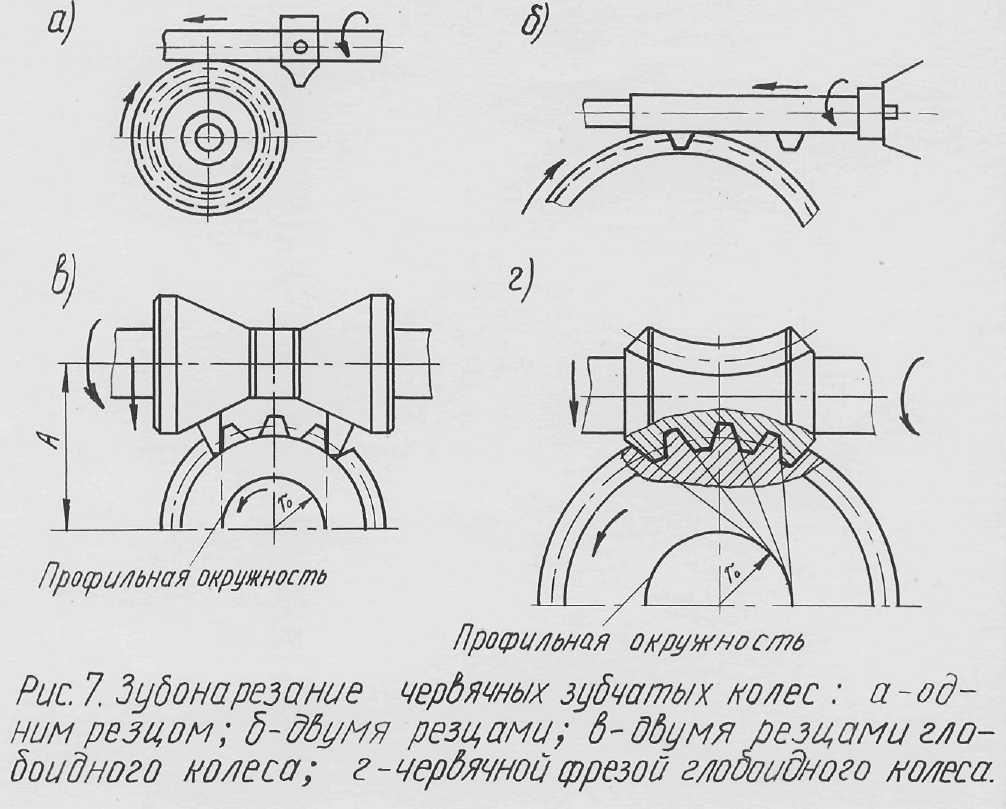 а)
б)
в)
г)
A
r₀
Профильная окружность
r₀
Профильная окружность
Рис. 7. Зубонарезание червячных зубчатых колес : а-од-
ним резцом; б-двумя резцами; в-двумя резцами гло-
боидного колеса; г-червячной фрезой глобоидного колеса.